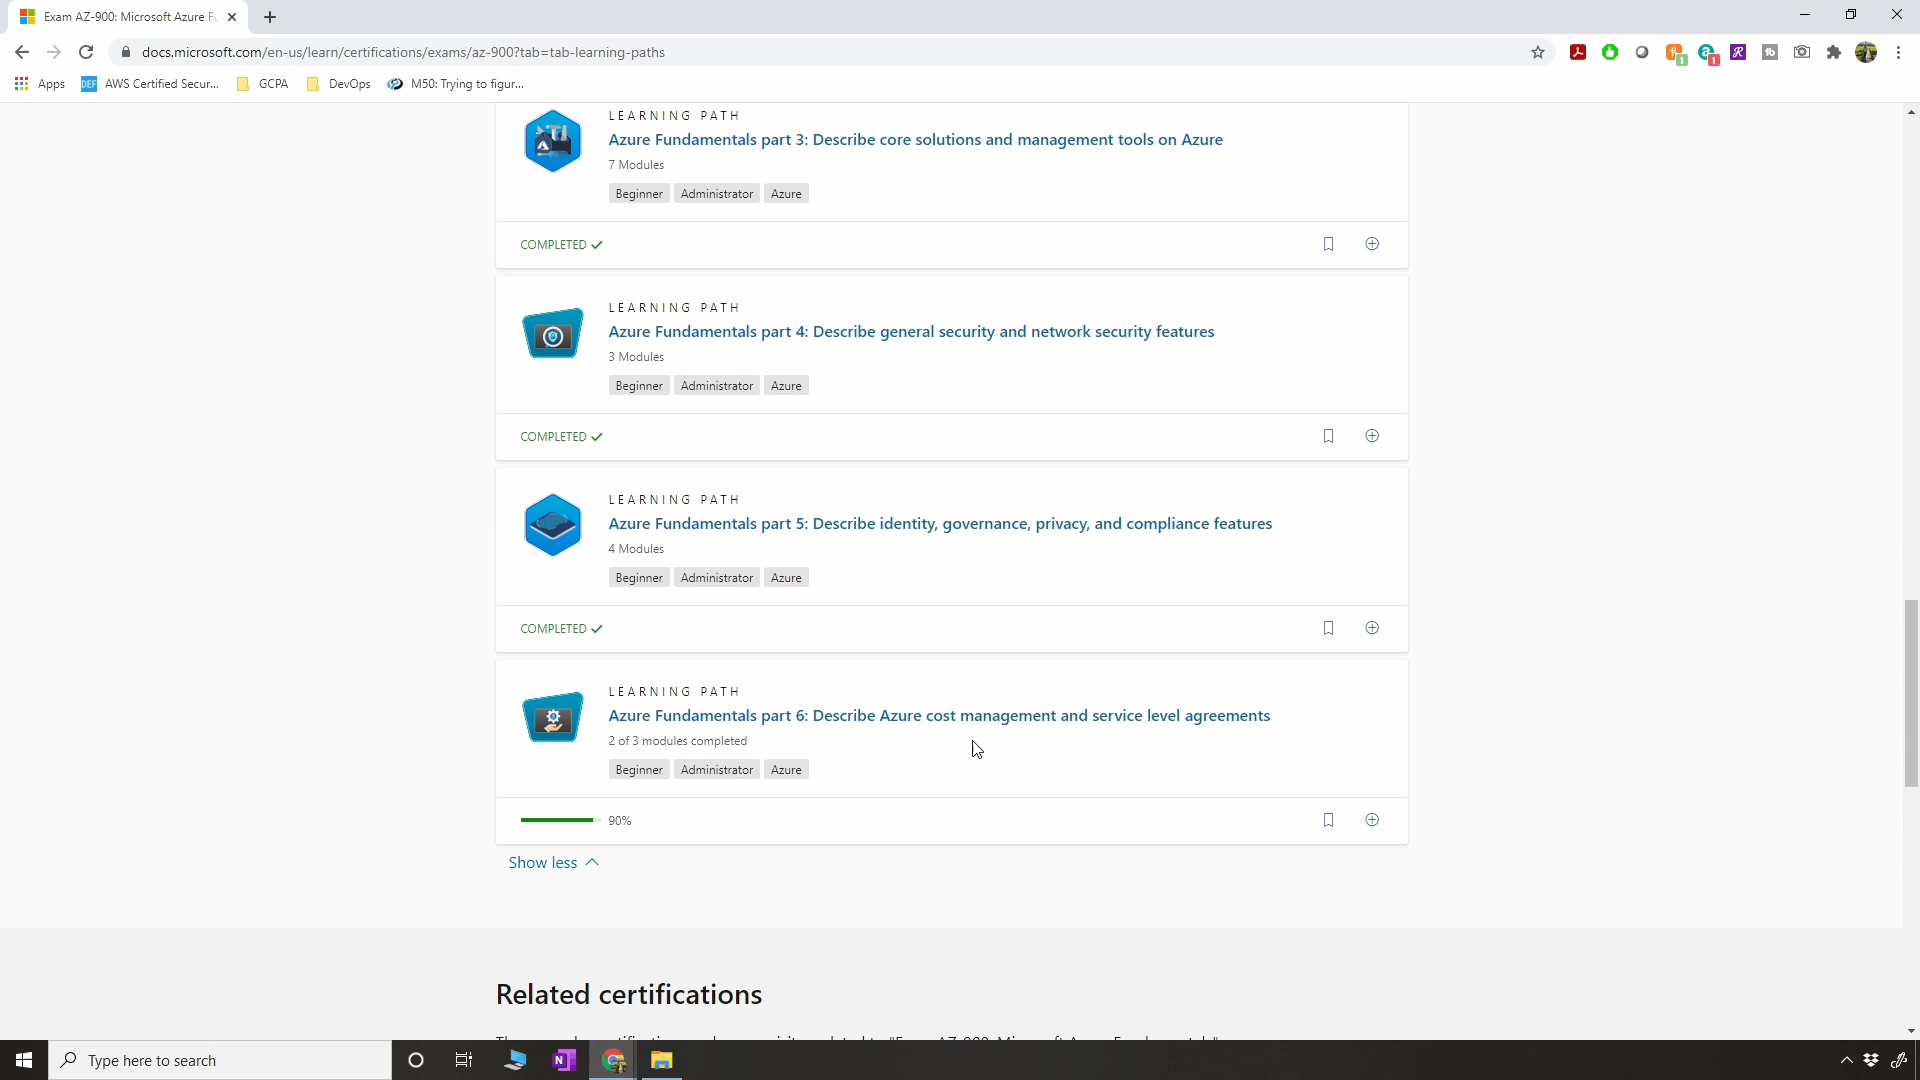 Exam AZ-900: Microsoft Azure Fu
docs.microsoft.com/en-us/learn/certifications/exams/az-900?tab=tab-learning-paths
1
1
Apps
DEF
AWS Certified Secur...
GCPA
DevOps
M50: Trying to figur...
LEARNING PATH
Azure Fundamentals part 3: Describe core solutions and management tools on Azure
7 Modules
Beginner Administrator Azure
COMPLETED
LEARNING PATH
Azure Fundamentals part 4: Describe general security and network security features
3 Modules
Beginner Administrator Azure
COMPLETED
LEARNING PATH
Azure Fundamentals part 5: Describe identity, governance, privacy, and compliance features
4 Modules
Beginner Administrator Azure
COMPLETED
LEARNING PATH
Azure Fundamentals part 6: Describe Azure cost management and service level agreements
2 of 3 modules completed
Beginner Administrator Azure
90%
Show less
Related certifications
Type here to search